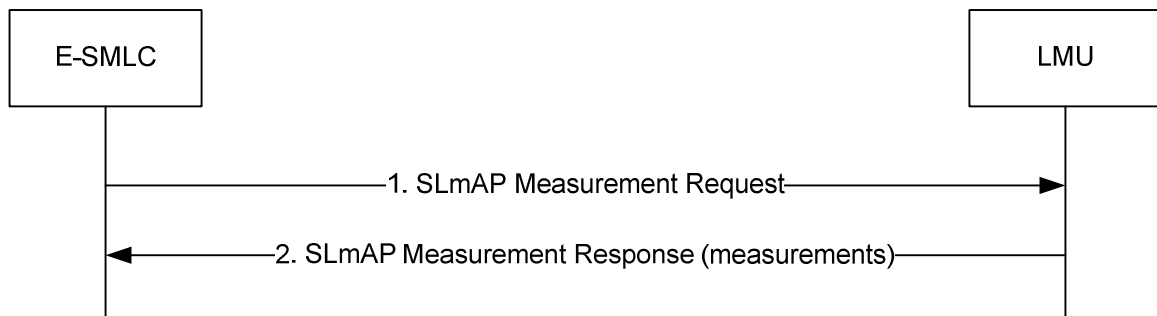 E-SMLC
LMU
1. SLmAP Measurement Request
2. SLmAP Measurement Response (measurements)